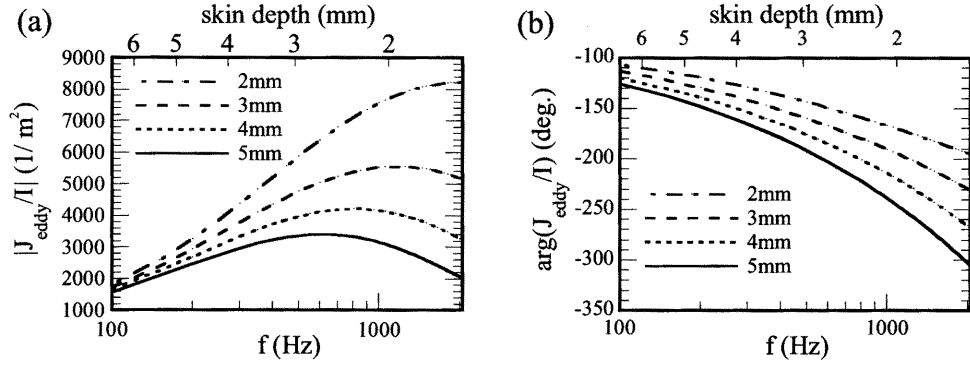 (a)
skin depth (mm)
6 5 4 3 2
9000
8000
7000
6000
5000
4000
3000
2000
1000
2mm
3mm
4mm
5mm
|J_eddy/I| (1/ m²)
100 1000
f (Hz)
(b)
skin depth (mm)
6 5 4 3 2
-100
-150
-200
-250
-300
-350
2mm
3mm
4mm
5mm
arg(J_eddy/I) (deg.)
100 1000
f (Hz)